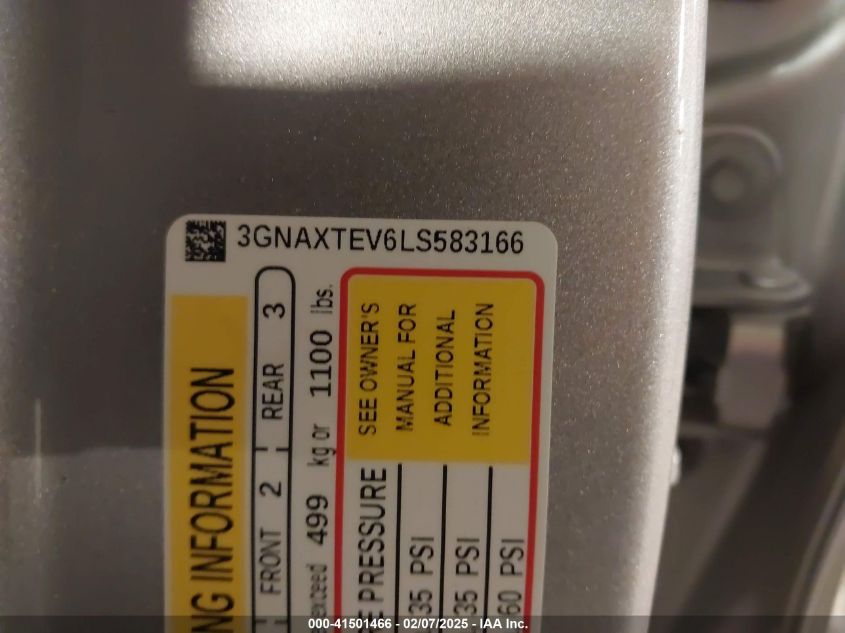 3GNAXTEV6LS583166
NG INFORMATION
FRONT 2 REAR 3
exceed 499 kg or 1100 lbs.
E PRESSURE
SEE OWNER'S
MANUAL FOR
ADDITIONAL
INFORMATION
35 PSI
35 PSI
60 PSI
000-41501466 - 02/07/2025 - IAA Inc.